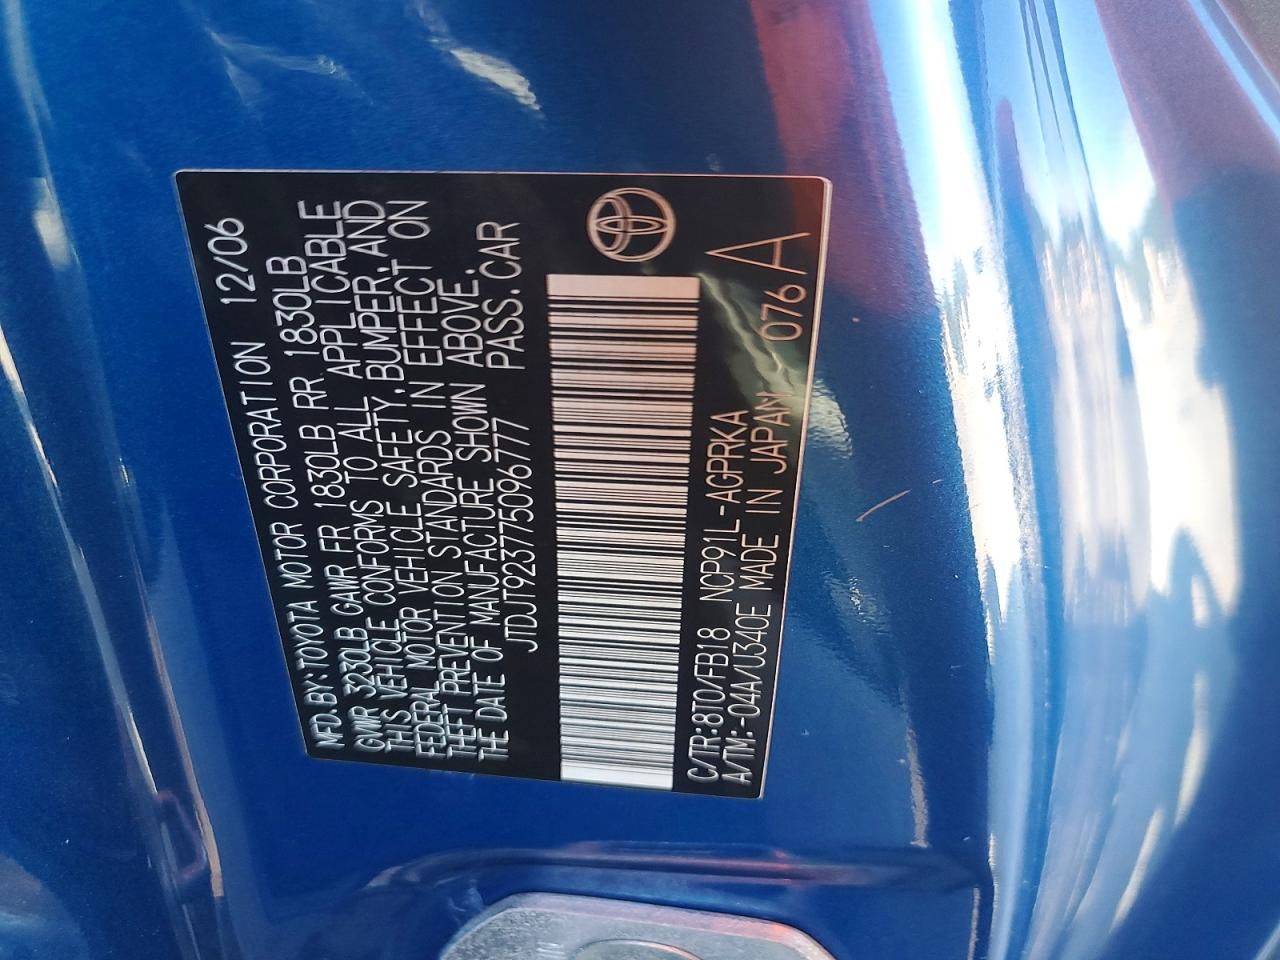 MFD.BY:TOYOTA MOTOR CORPORATION 12/06
GVWR 3230LB GAWR FR 1830LB RR 1830LB
THIS VEHICLE CONFORMS TO ALL APPLICABLE
FEDERAL MOTOR VEHICLE SAFETY,BUMPER,AND
THEFT PREVENTION STANDARDS IN EFFECT ON
THE DATE OF MANUFACTURE SHOWN ABOVE.
JTDJT923775096777 PASS.CAR
C/TR:8T0/FB18 NCP91L-AGPRKA
A/TM:-04A/U340E MADE IN JAPAN 076 A